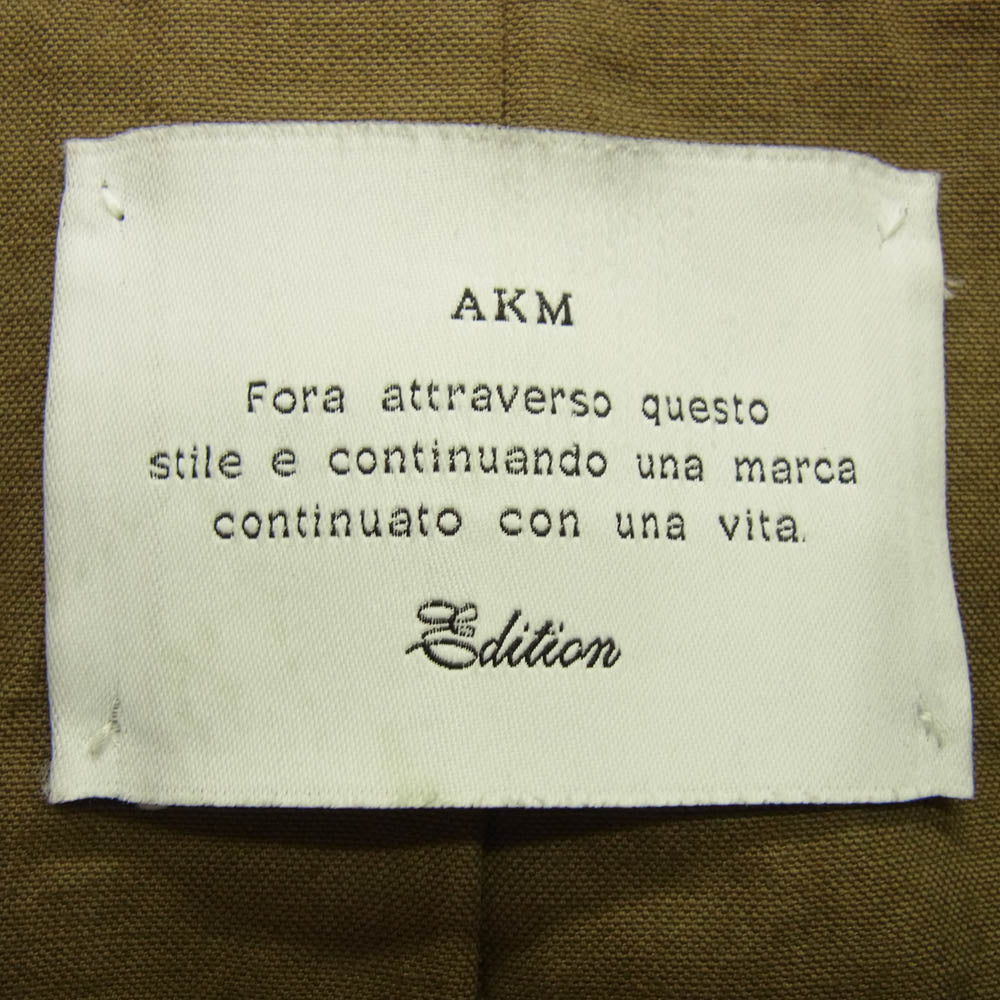 AKM
Fora attraverso questo
stile e continuando una marca
continuato con una vita.
Edition